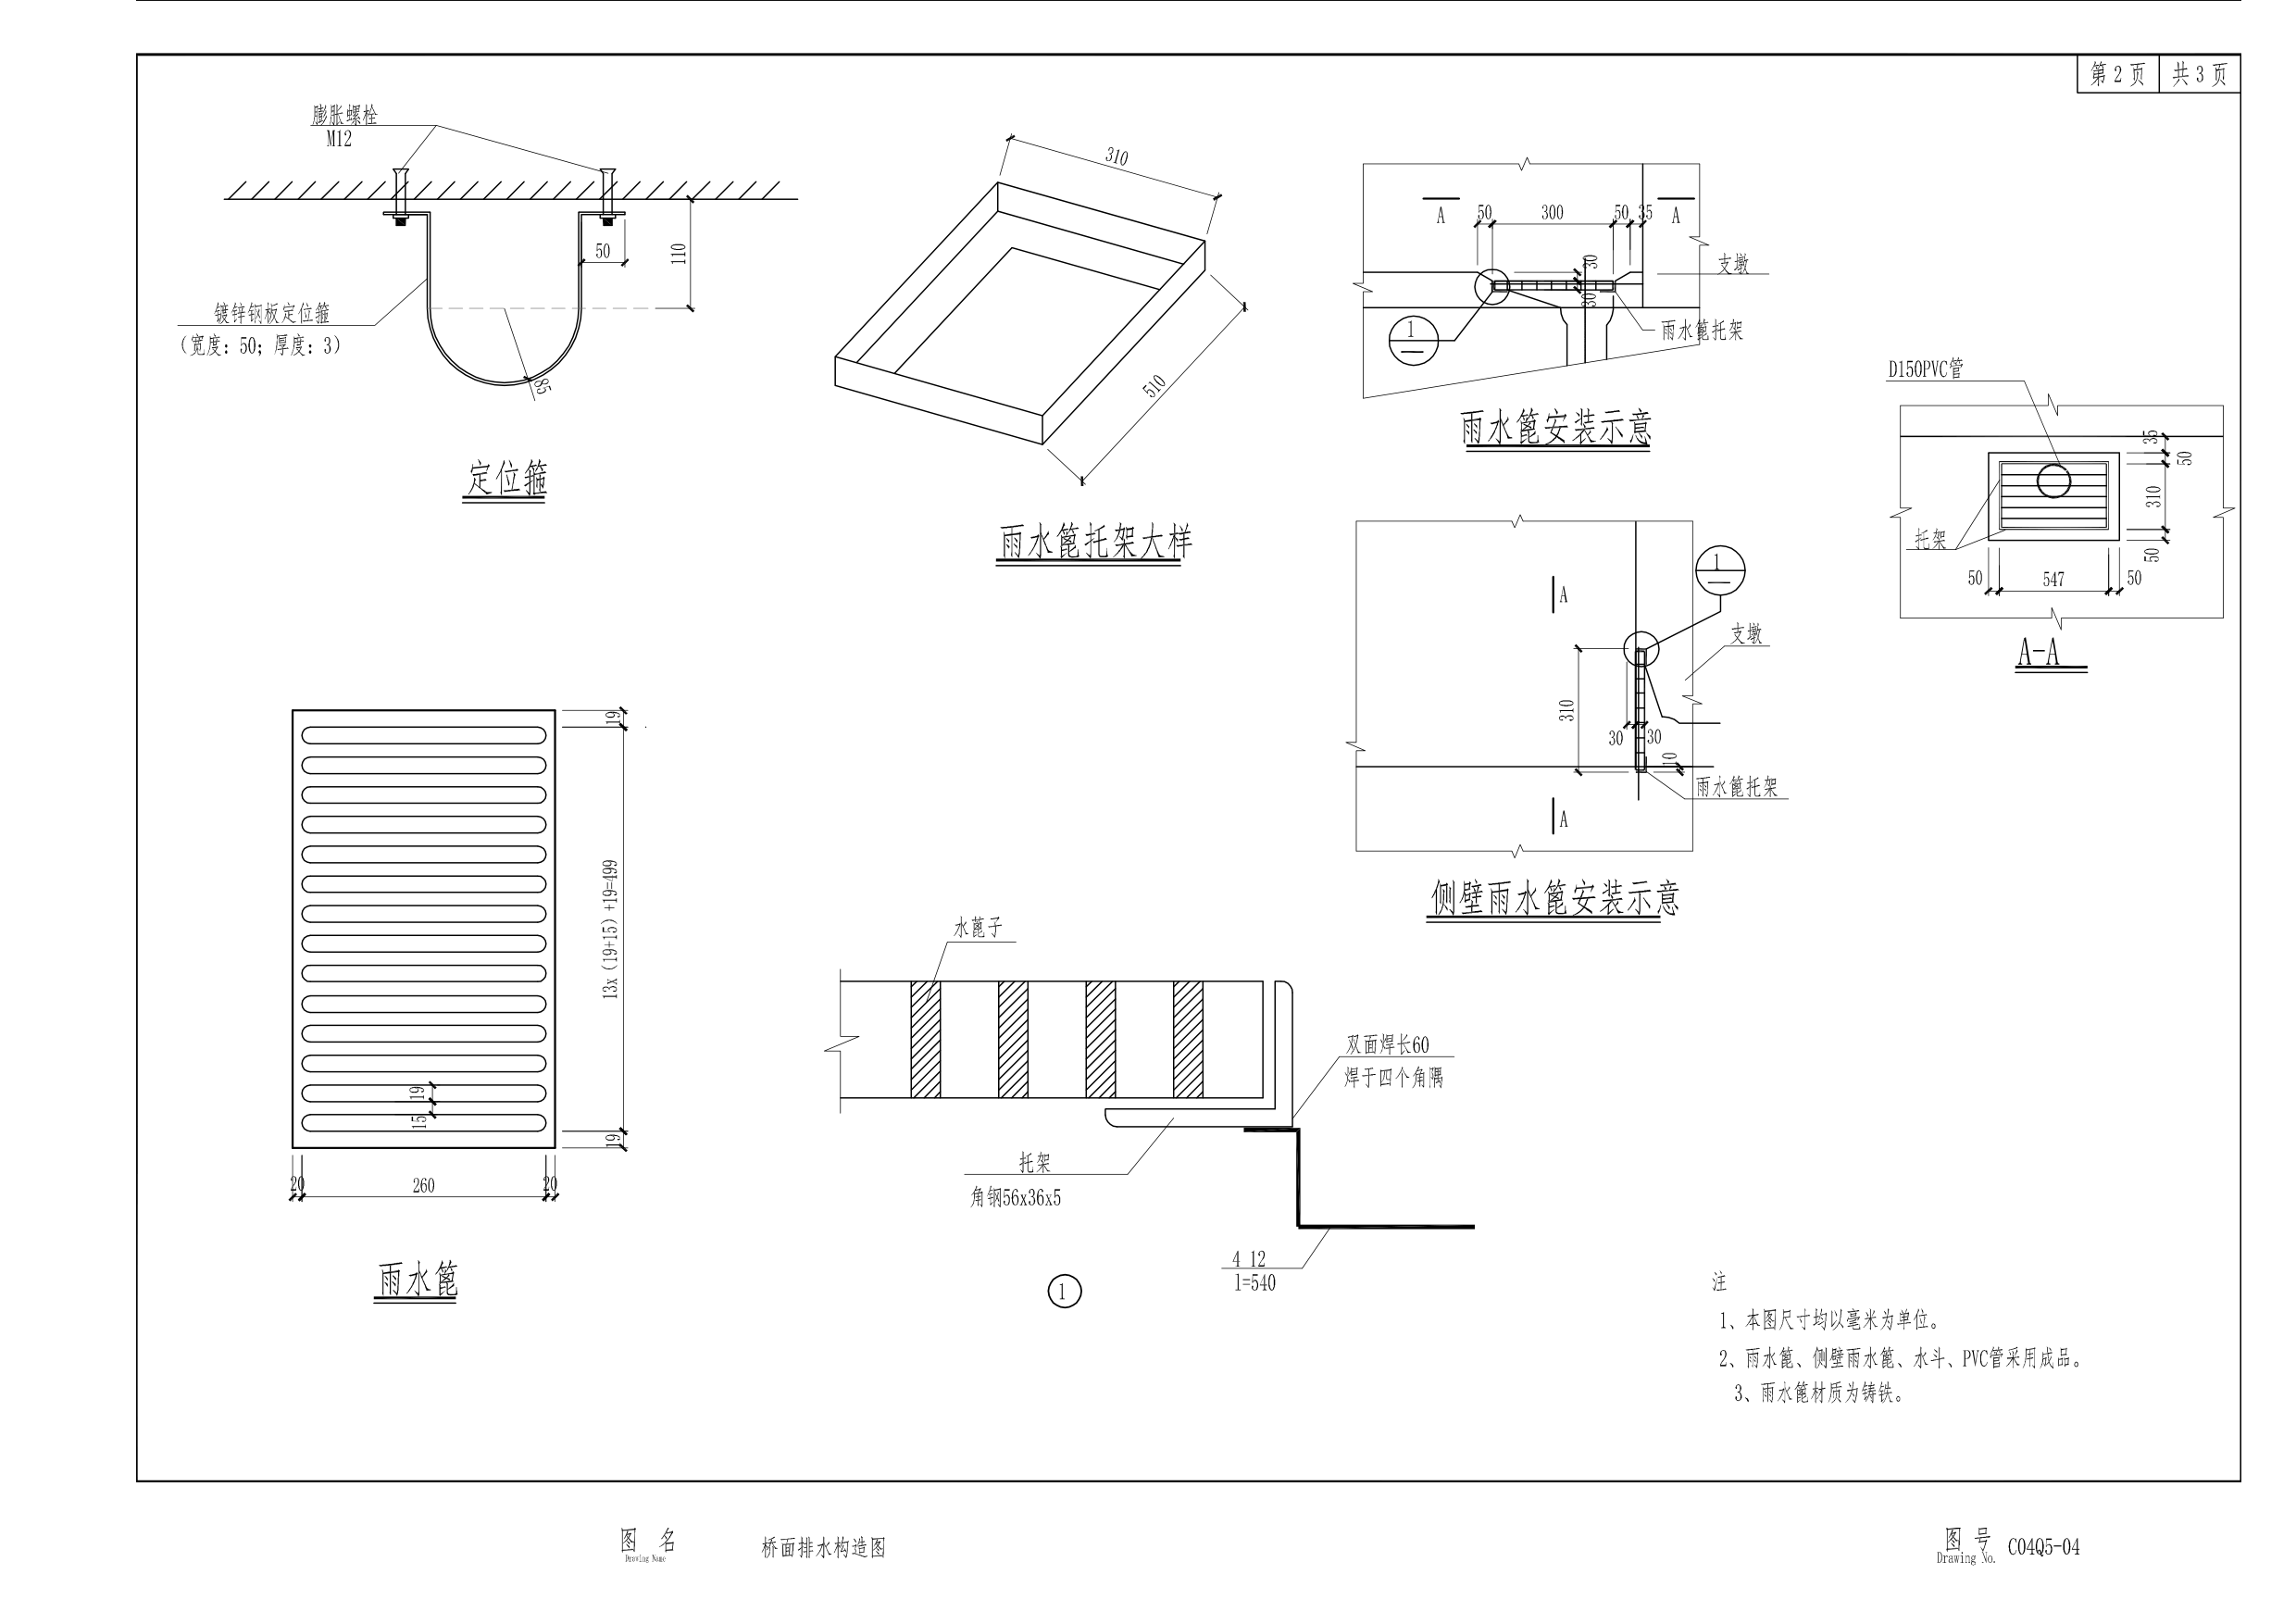 第 2 页
共 3 页
膨胀螺栓
M12
50
110
镀锌钢板定位箍
(宽度: 50; 厚度: 3)
85
定位箍
310
510
雨水篦托架大样
A
A
50
300
50
35
30
30
支墩
1
雨水篦托架
雨水篦安装示意
D150PVC管
35
50
310
50
托架
50
547
50
A-A
A
1
支墩
310
30
30
10
雨水篦托架
A
侧壁雨水篦安装示意
19
13x (19+15) +19=499
19
15
19
20
260
20
雨水篦
水蓖子
双面焊长60
焊于四个角隅
托架
角钢56x36x5
4 12
l=540
1
注
1、本图尺寸均以毫米为单位。
2、雨水篦、侧壁雨水篦、水斗、PVC管采用成品。
3、雨水篦材质为铸铁。
图 名
Drawing Name
桥面排水构造图
图 号
Drawing No.
C04Q5-04